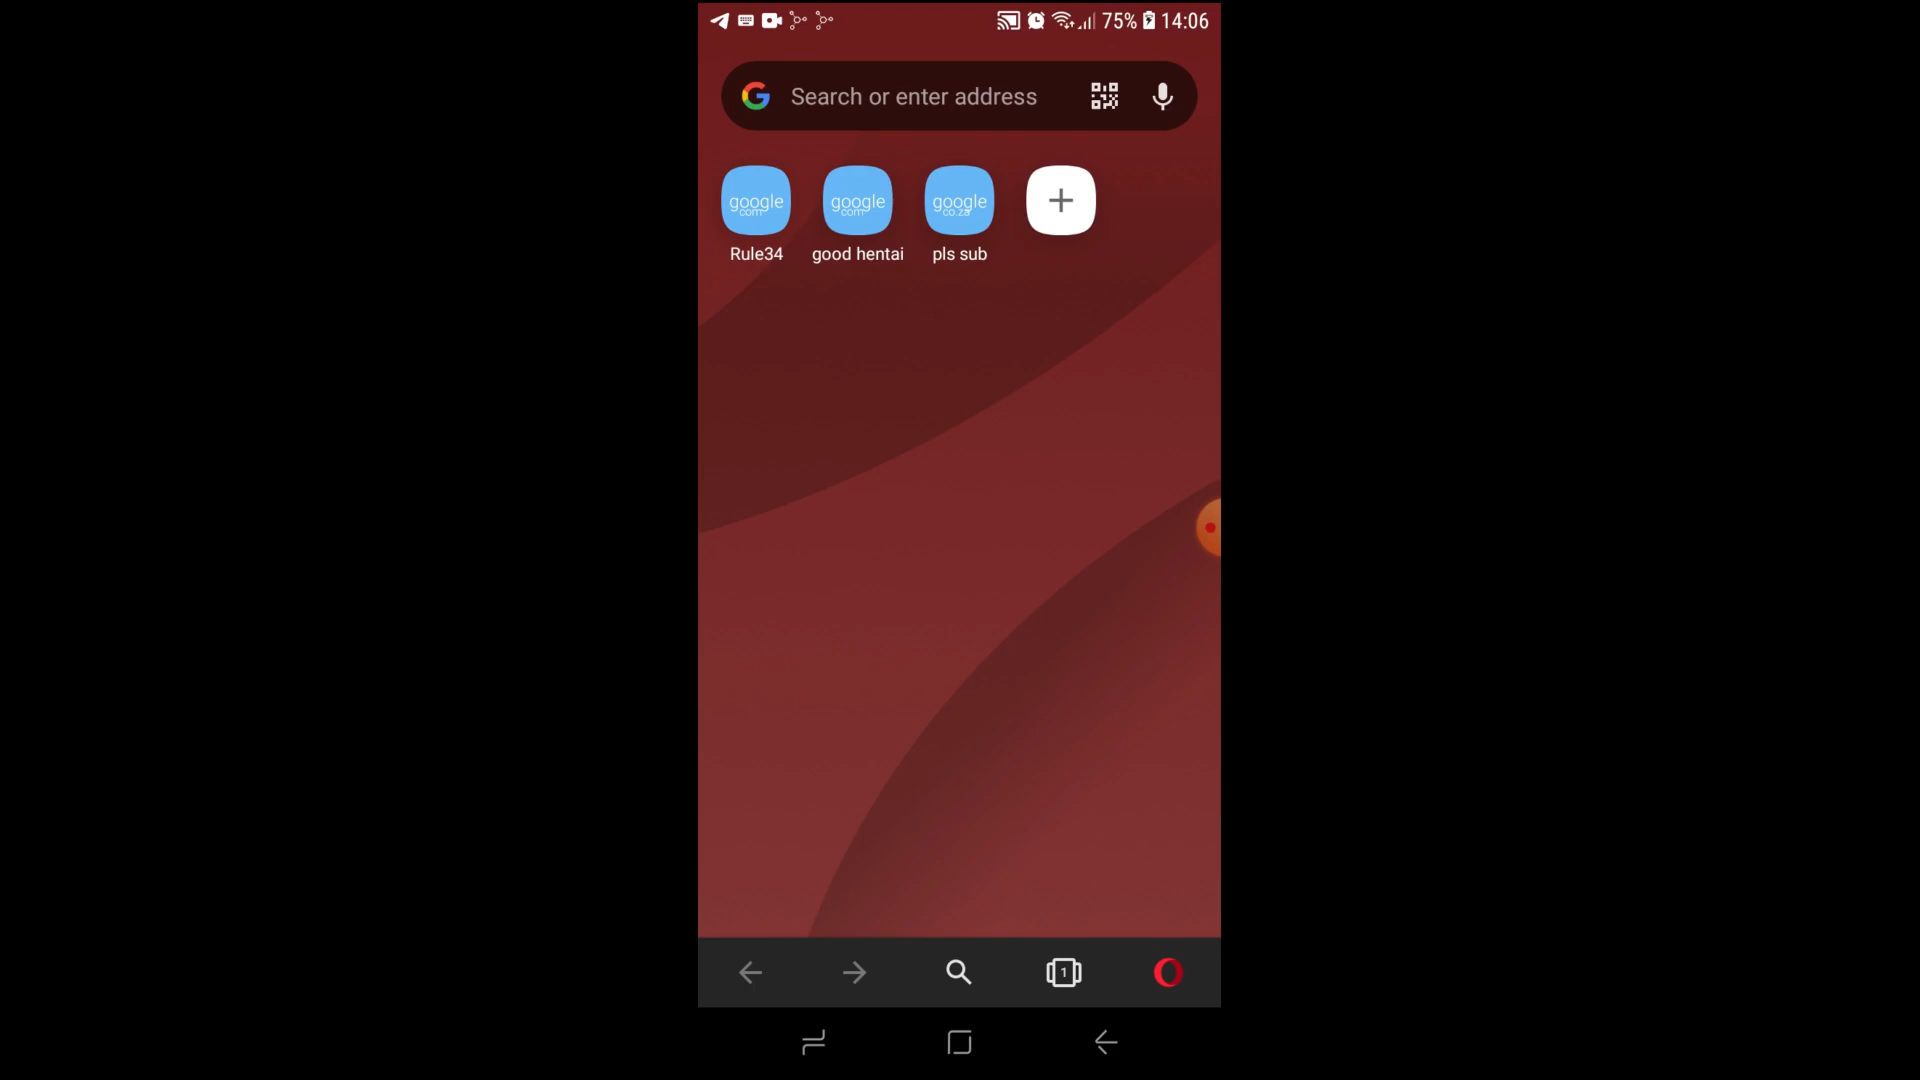 75% 14:06
Search or enter address
google
com
google
com
google
co.za
Rule34
good hentai
pls sub
1